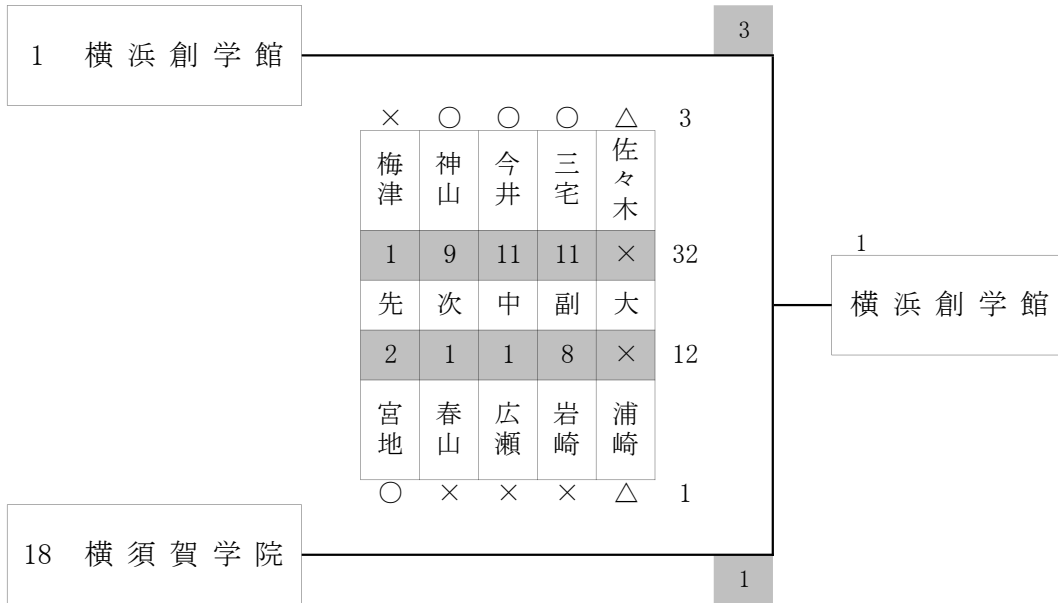 3
1 横浜創学館
× ○ ○ ○ △ 3
梅津 神山 今井 三宅 佐々木
1 9 11 11 × 32
先 次 中 副 大
2 1 1 8 × 12
宮地 春山 広瀬 岩崎 浦崎
○ × × × △ 1
1
横浜創学館
18 横須賀学院
1